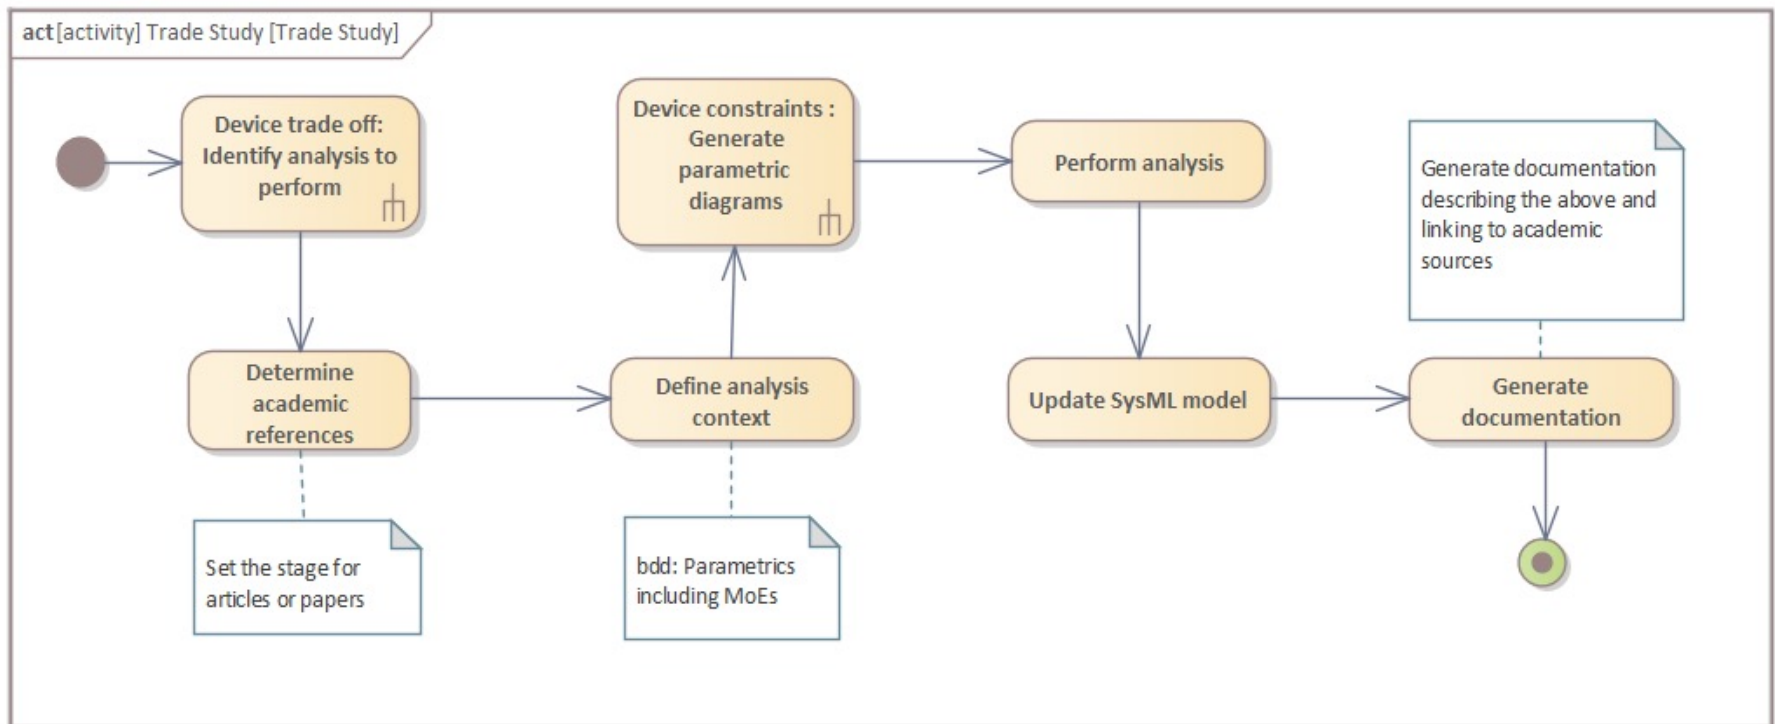 act [activity] Trade Study [Trade Study]
Device trade off:
Identify analysis to
perform
Device constraints :
Generate
parametric
diagrams
Perform analysis
Generate documentation
describing the above and
linking to academic
sources
Determine
academic
references
Define analysis
context
Update SysML model
Generate
documentation
Set the stage for
articles or papers
bdd: Parametrics
including MoEs